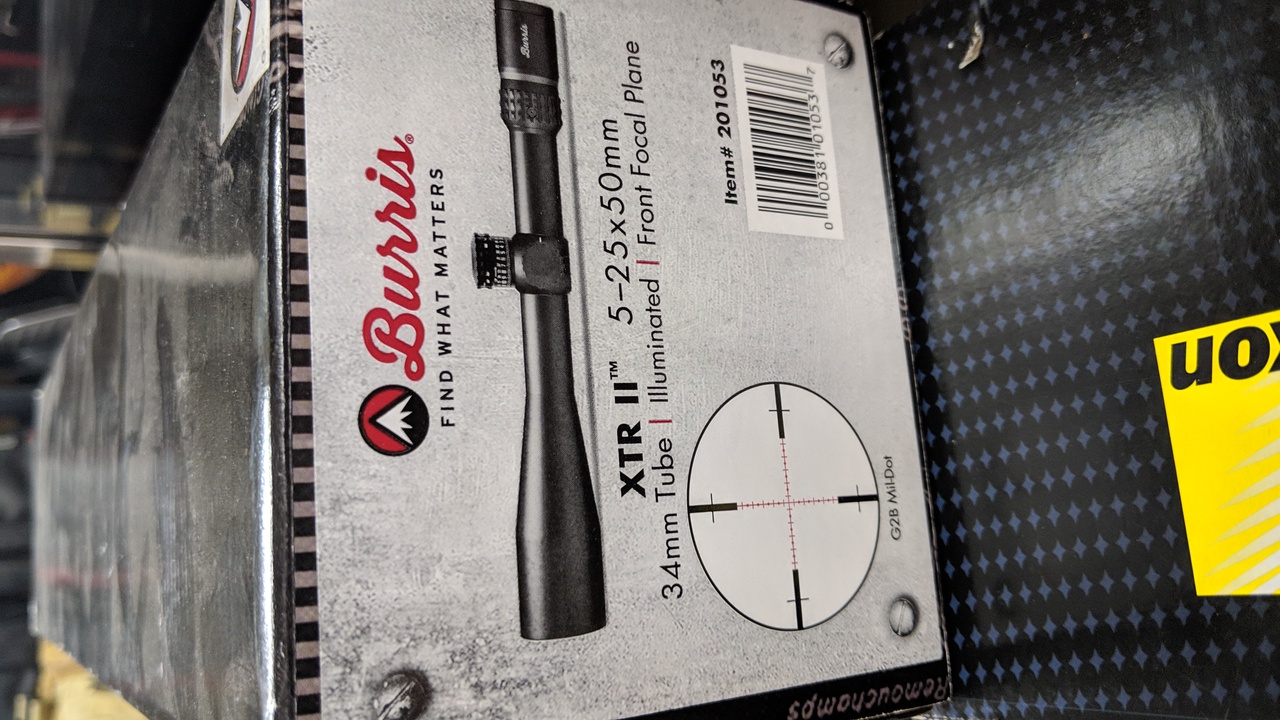 Burris®
FIND WHAT MATTERS
Burris
XTR II™ 5-25x50mm
34mm Tube | Illuminated | Front Focal Plane
Item# 201053
0 00381 01053 7
G2B Mil-Dot
Remouchamps